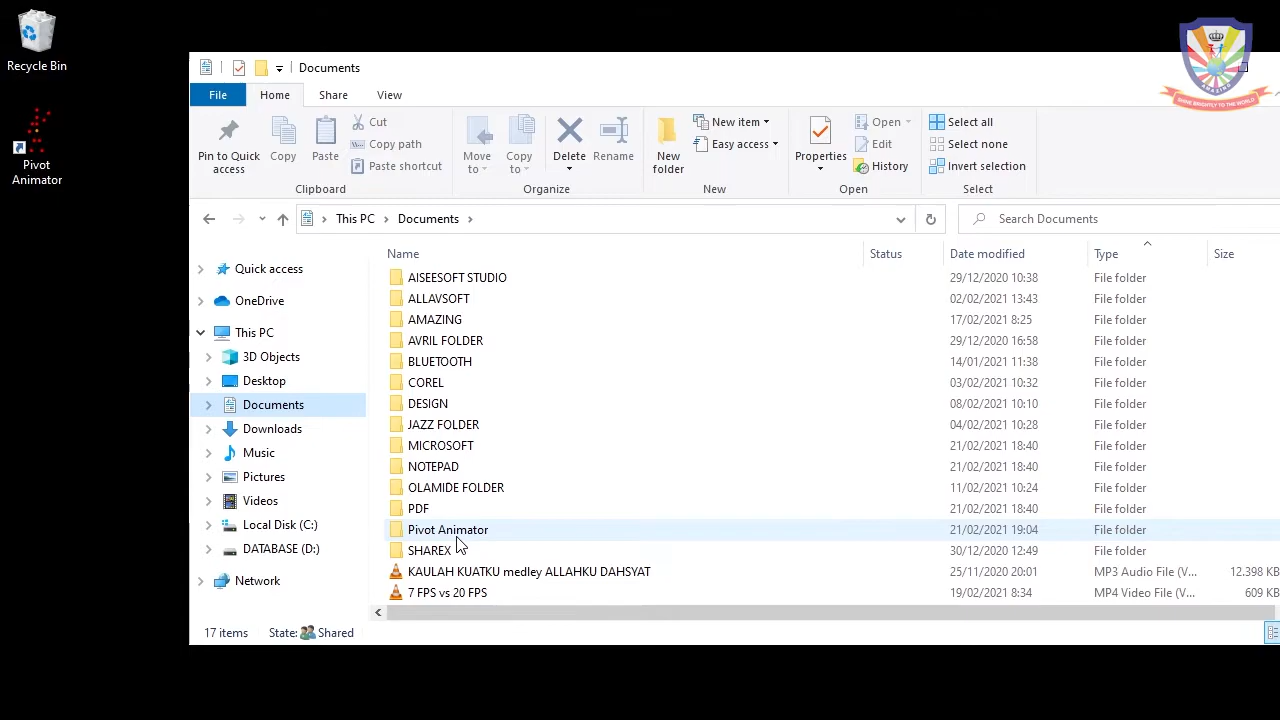 Recycle Bin
Pivot
Animator
Documents
File Home Share View
Pin to Quick access
Copy
Paste
Cut
Copy path
Paste shortcut
Clipboard
Move to
Copy to
Delete
Rename
Organize
New folder
New item
Easy access
New
Properties
Open
Edit
History
Open
Select all
Select none
Invert selection
Select
This PC > Documents >
Search Documents
Name Status Date modified Type Size
Quick access
OneDrive
This PC
3D Objects
Desktop
Documents
Downloads
Music
Pictures
Videos
Local Disk (C:)
DATABASE (D:)
Network
AISEESOFT STUDIO 29/12/2020 10:38 File folder
ALLAVSOFT 02/02/2021 13:43 File folder
AMAZING 17/02/2021 8:25 File folder
AVRIL FOLDER 29/12/2020 16:58 File folder
BLUETOOTH 14/01/2021 11:38 File folder
COREL 03/02/2021 10:32 File folder
DESIGN 08/02/2021 10:10 File folder
JAZZ FOLDER 04/02/2021 10:28 File folder
MICROSOFT 21/02/2021 18:40 File folder
NOTEPAD 21/02/2021 18:40 File folder
OLAMIDE FOLDER 11/02/2021 10:24 File folder
PDF 21/02/2021 18:40 File folder
Pivot Animator 21/02/2021 19:04 File folder
SHAREX 30/12/2020 12:49 File folder
KAULAH KUATKU medley ALLAHKU DAHSYAT 25/11/2020 20:01 MP3 Audio File (V... 12.398 KB
7 FPS vs 20 FPS 19/02/2021 8:34 MP4 Video File (V... 609 KB
17 items State: Shared
AMAZING
SHINE BRIGHTLY TO THE WORLD